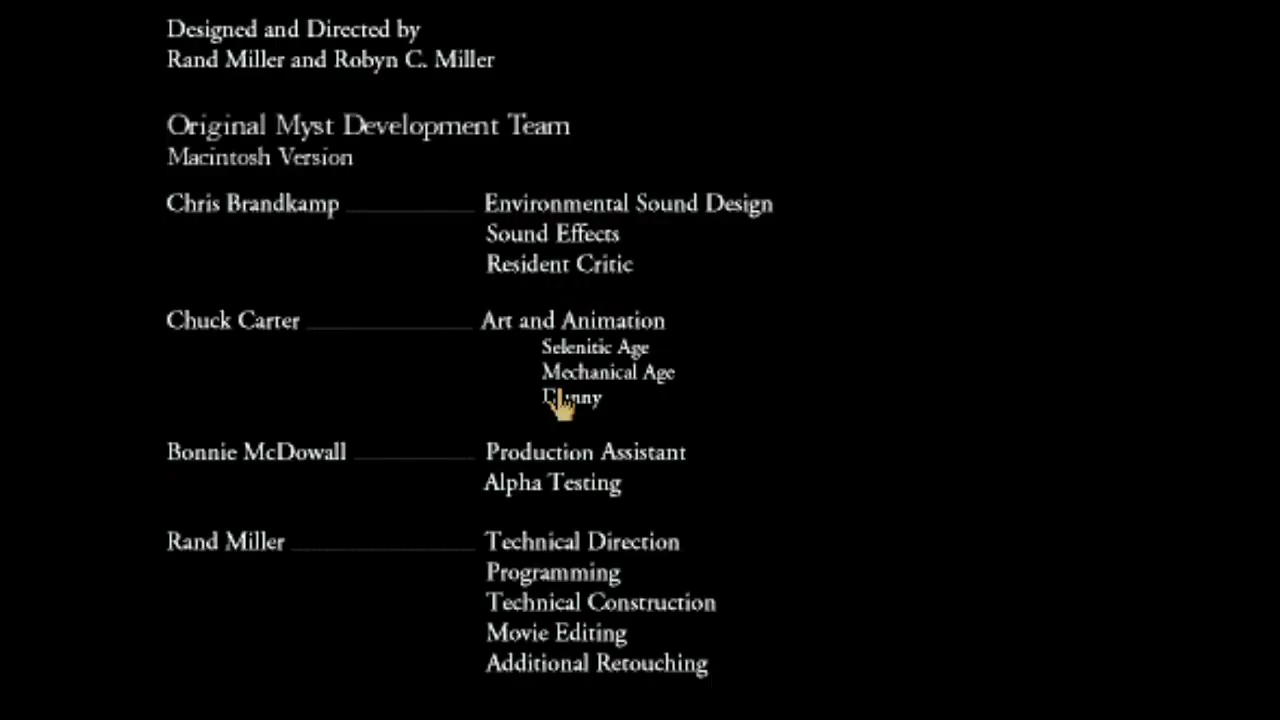 Designed and Directed by
Rand Miller and Robyn C. Miller
Original Myst Development Team
Macintosh Version
Chris Brandkamp Environmental Sound Design
Sound Effects
Resident Critic
Chuck Carter Art and Animation
Selenitic Age
Mechanical Age
Bonnie McDowall Production Assistant
Alpha Testing
Rand Miller Technical Direction
Programming
Technical Construction
Movie Editing
Additional Retouching